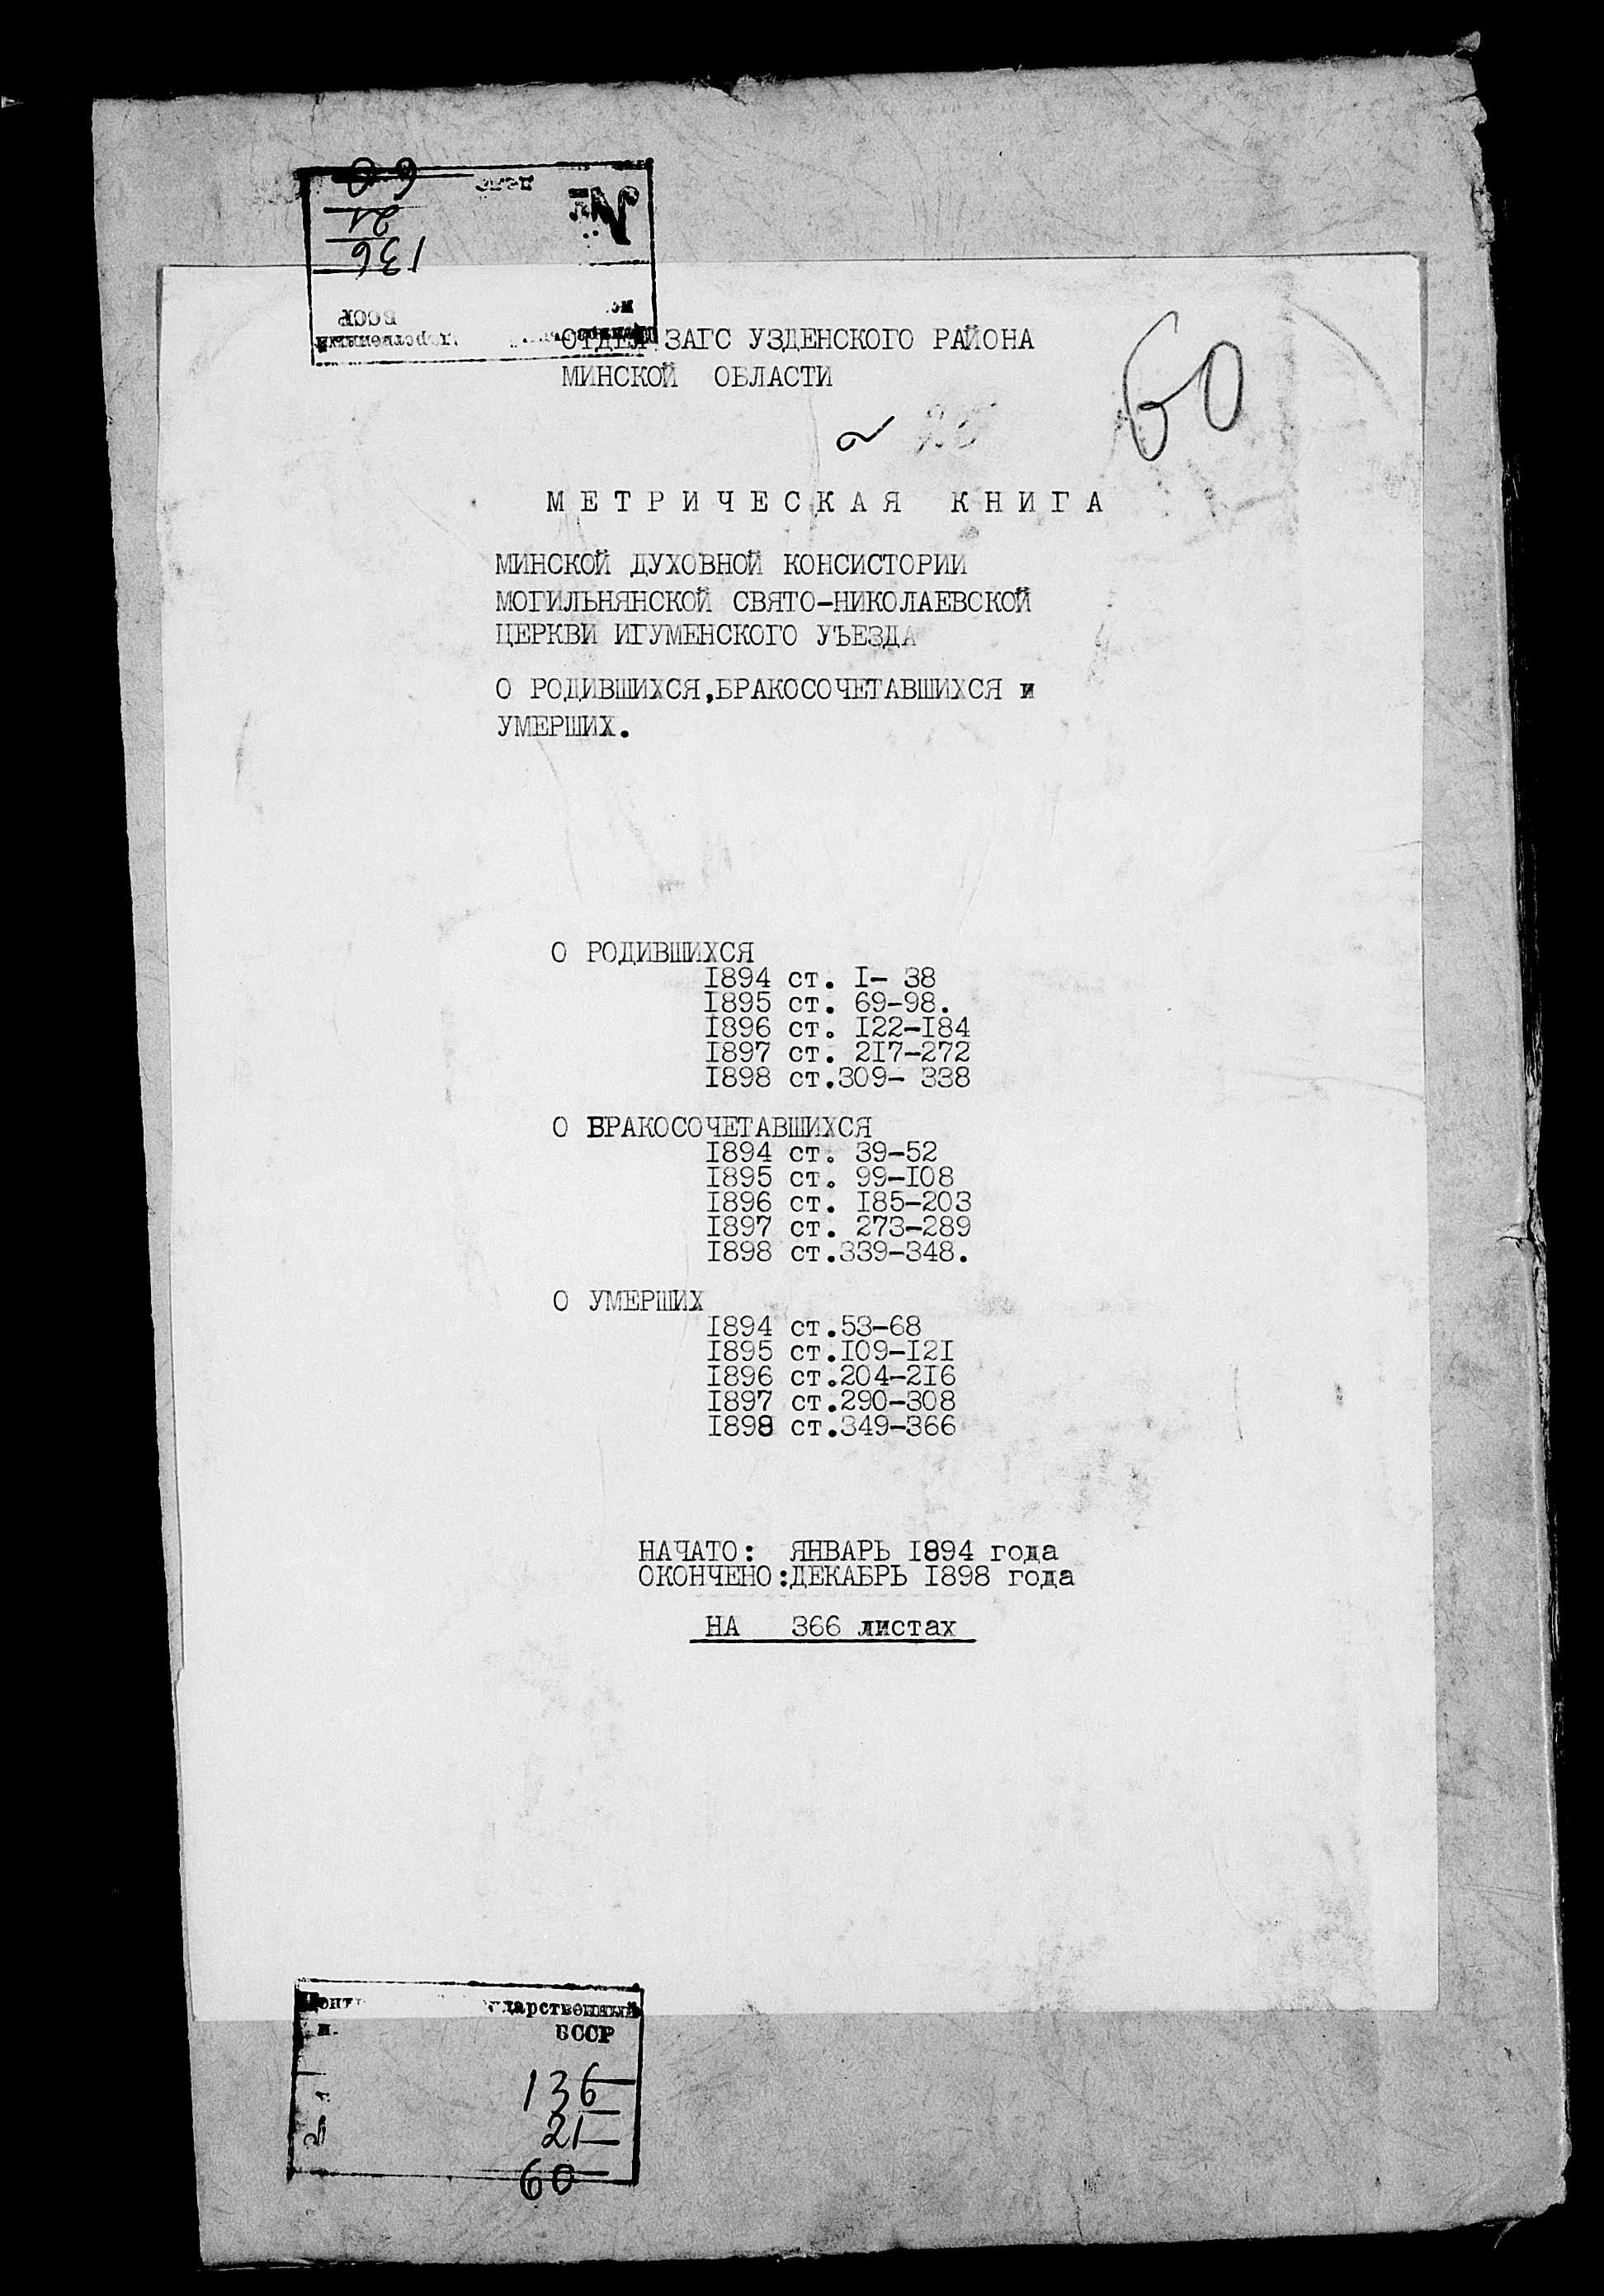 60
21
136
БССР
ОТДЕЛ ЗАГС УЗДЕНСКОГО РАЙОНА
МИНСКОЙ ОБЛАСТИ
60
МЕТРИЧЕСКАЯ КНИГА
МИНСКОЙ ДУХОВНОЙ КОНСИСТОРИИ
МОГИЛЬНЯНСКОЙ СВЯТО-НИКОЛАЕВСКОЙ
ЦЕРКВИ ИГУМЕНСКОГО УЪЕЗДА
О РОДИВШИХСЯ,БРАКОСОЧЕТАВШИХСЯ и
УМЕРШИХ.
О РОДИВШИХСЯ
I894 ст. I- 38
I895 ст. 69-98.
I896 ст. I22-I84
I897 ст. 2I7-272
I898 ст.309- 338
О БРАКОСОЧЕТАВШИХСЯ
I894 ст. 39-52
I895 ст. 99-I08
I896 ст. I85-203
I897 ст. 273-289
I898 ст.339-348.
О УМЕРШИХ
I894 ст.53-68
I895 ст.I09-I2I
I896 ст.204-2I6
I897 ст.290-308
I898 ст.349-366
НАЧАТО: ЯНВАРЬ I894 года
ОКОНЧЕНО:ДЕКАБРЬ I898 года
НА 366 листах
БССР
136
21
60